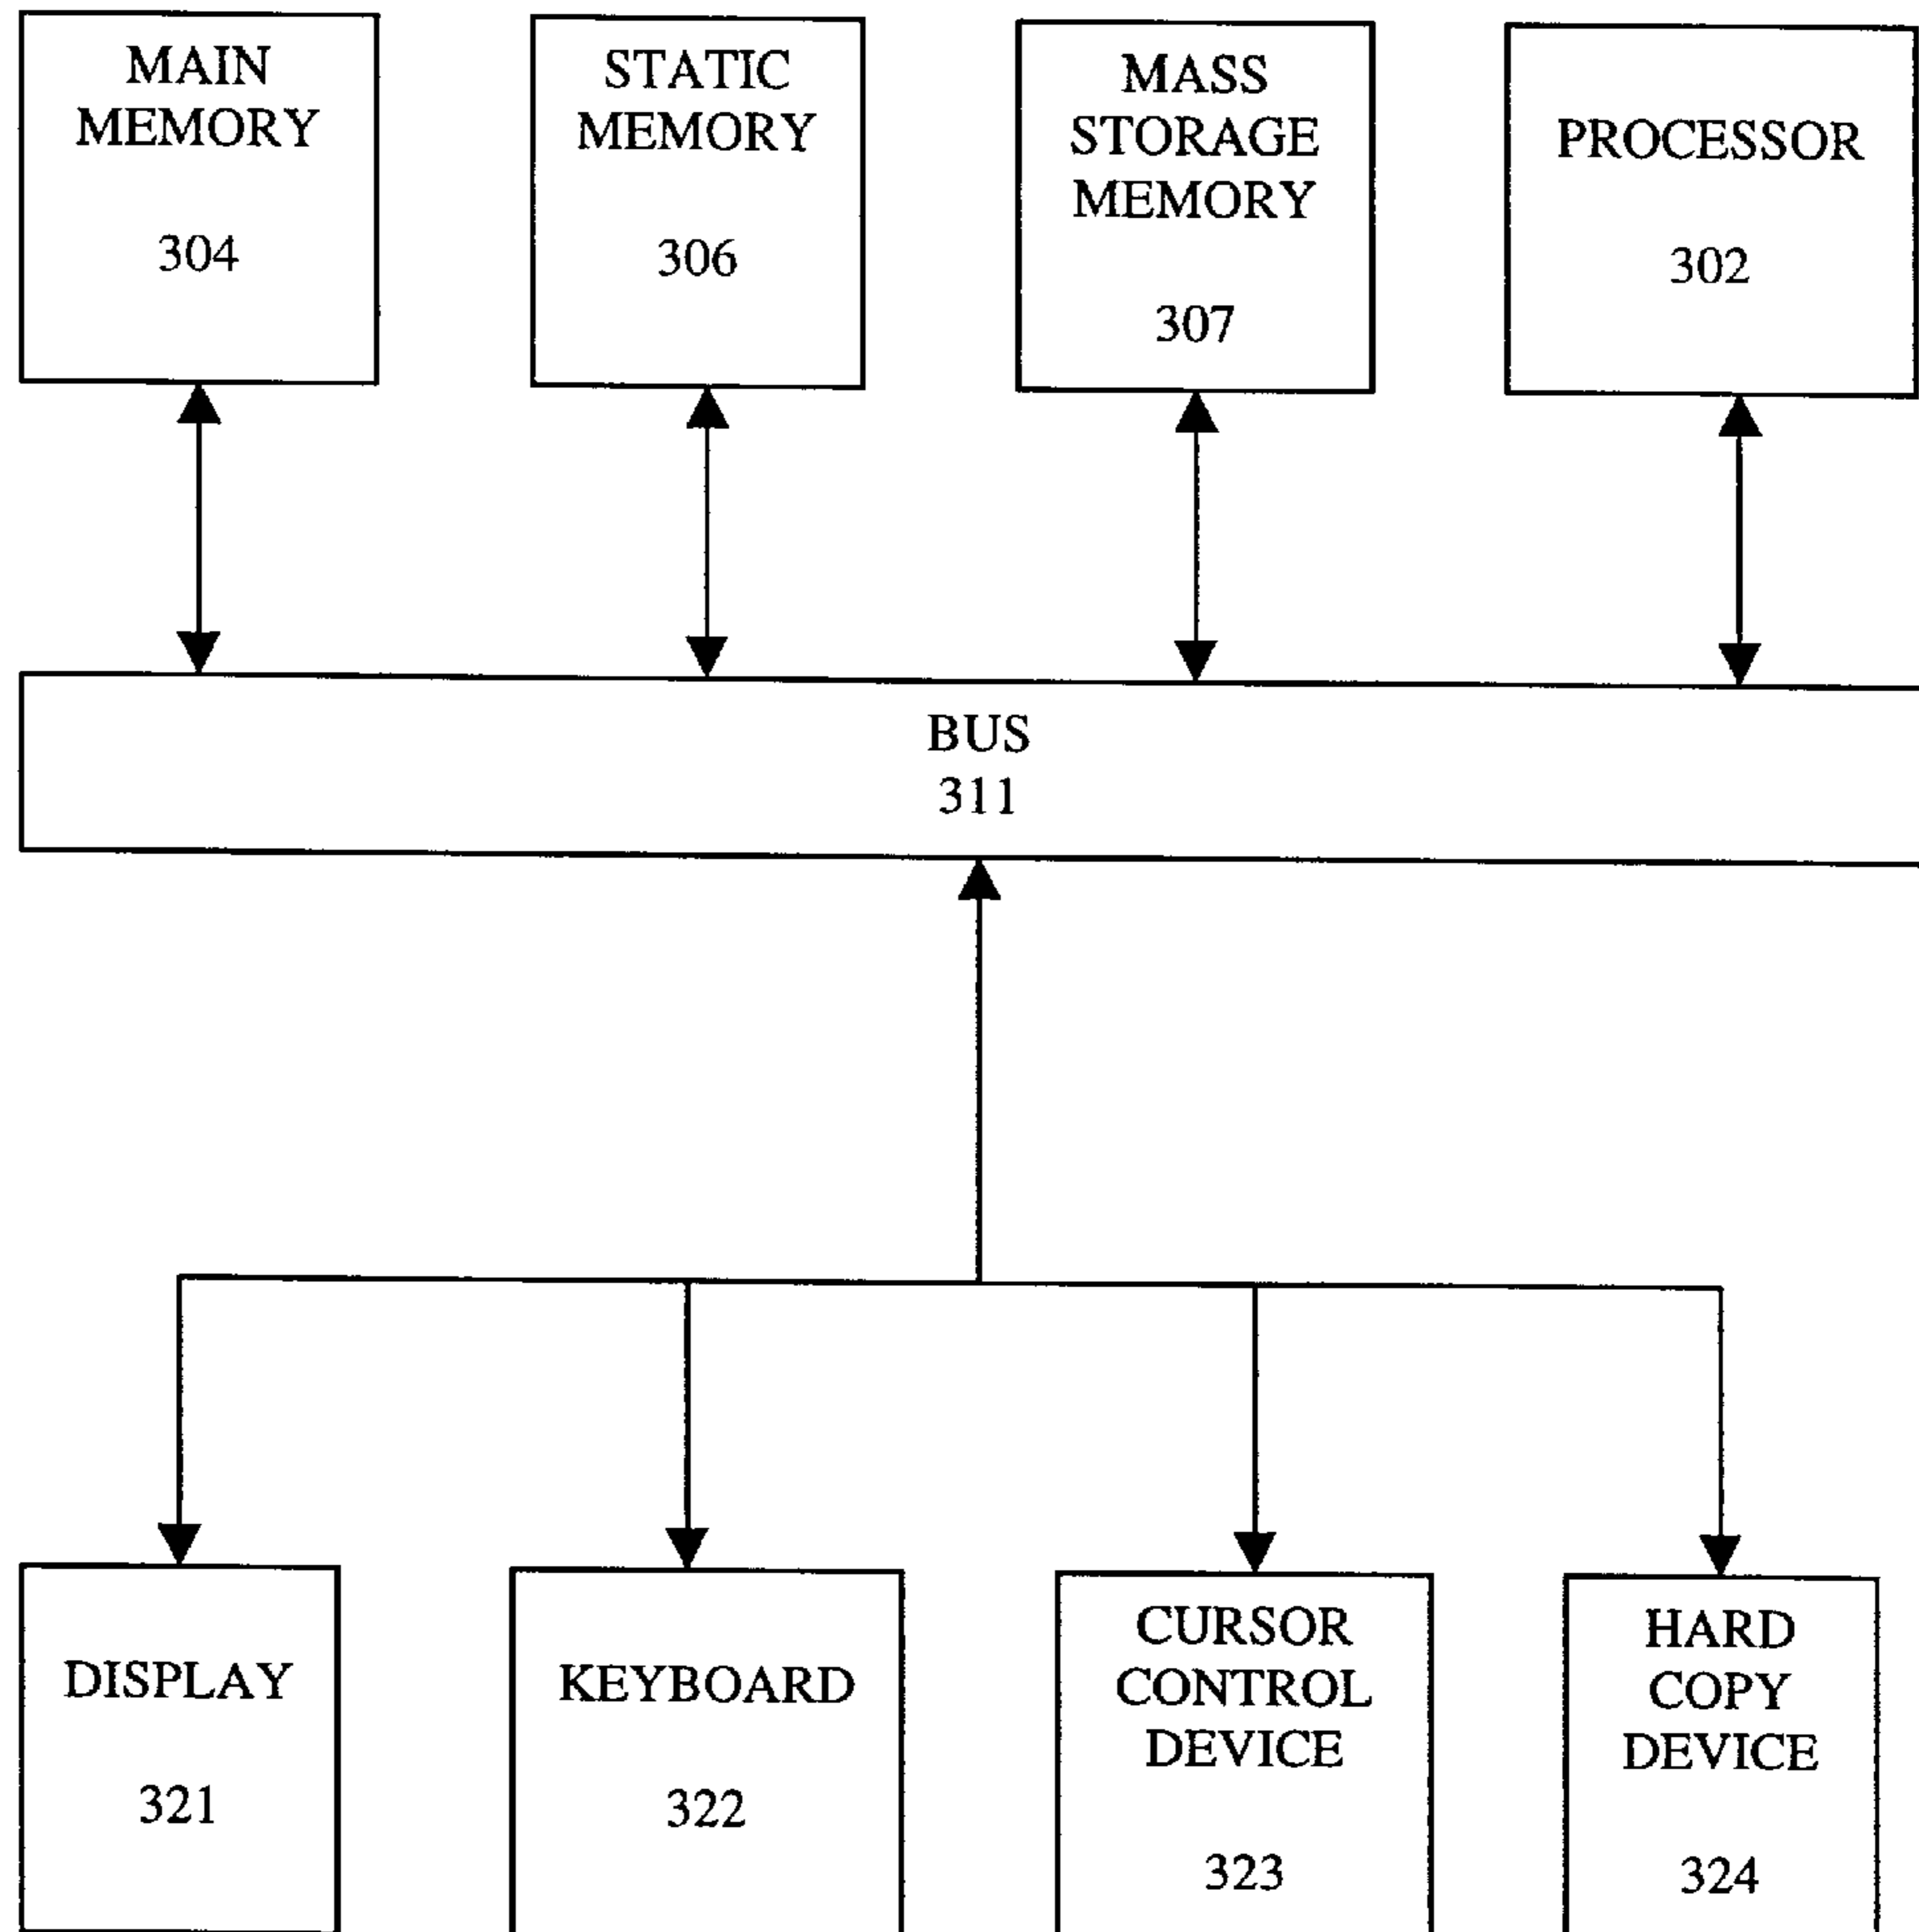 MAIN
MEMORY
304
STATIC
MEMORY
306
MASS
STORAGE
MEMORY
307
PROCESSOR
302
BUS
311
DISPLAY
321
KEYBOARD
322
CURSOR
CONTROL
DEVICE
323
HARD
COPY
DEVICE
324